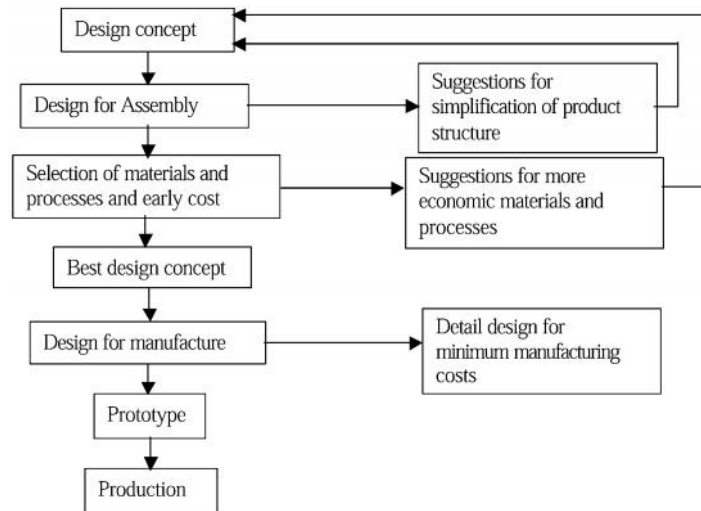 Design concept
Design for Assembly
Suggestions for
simplification of product
structure
Selection of materials and
processes and early cost
Suggestions for more
economic materials and
processes
Best design concept
Design for manufacture
Detail design for
minimum manufacturing
costs
Prototype
Production